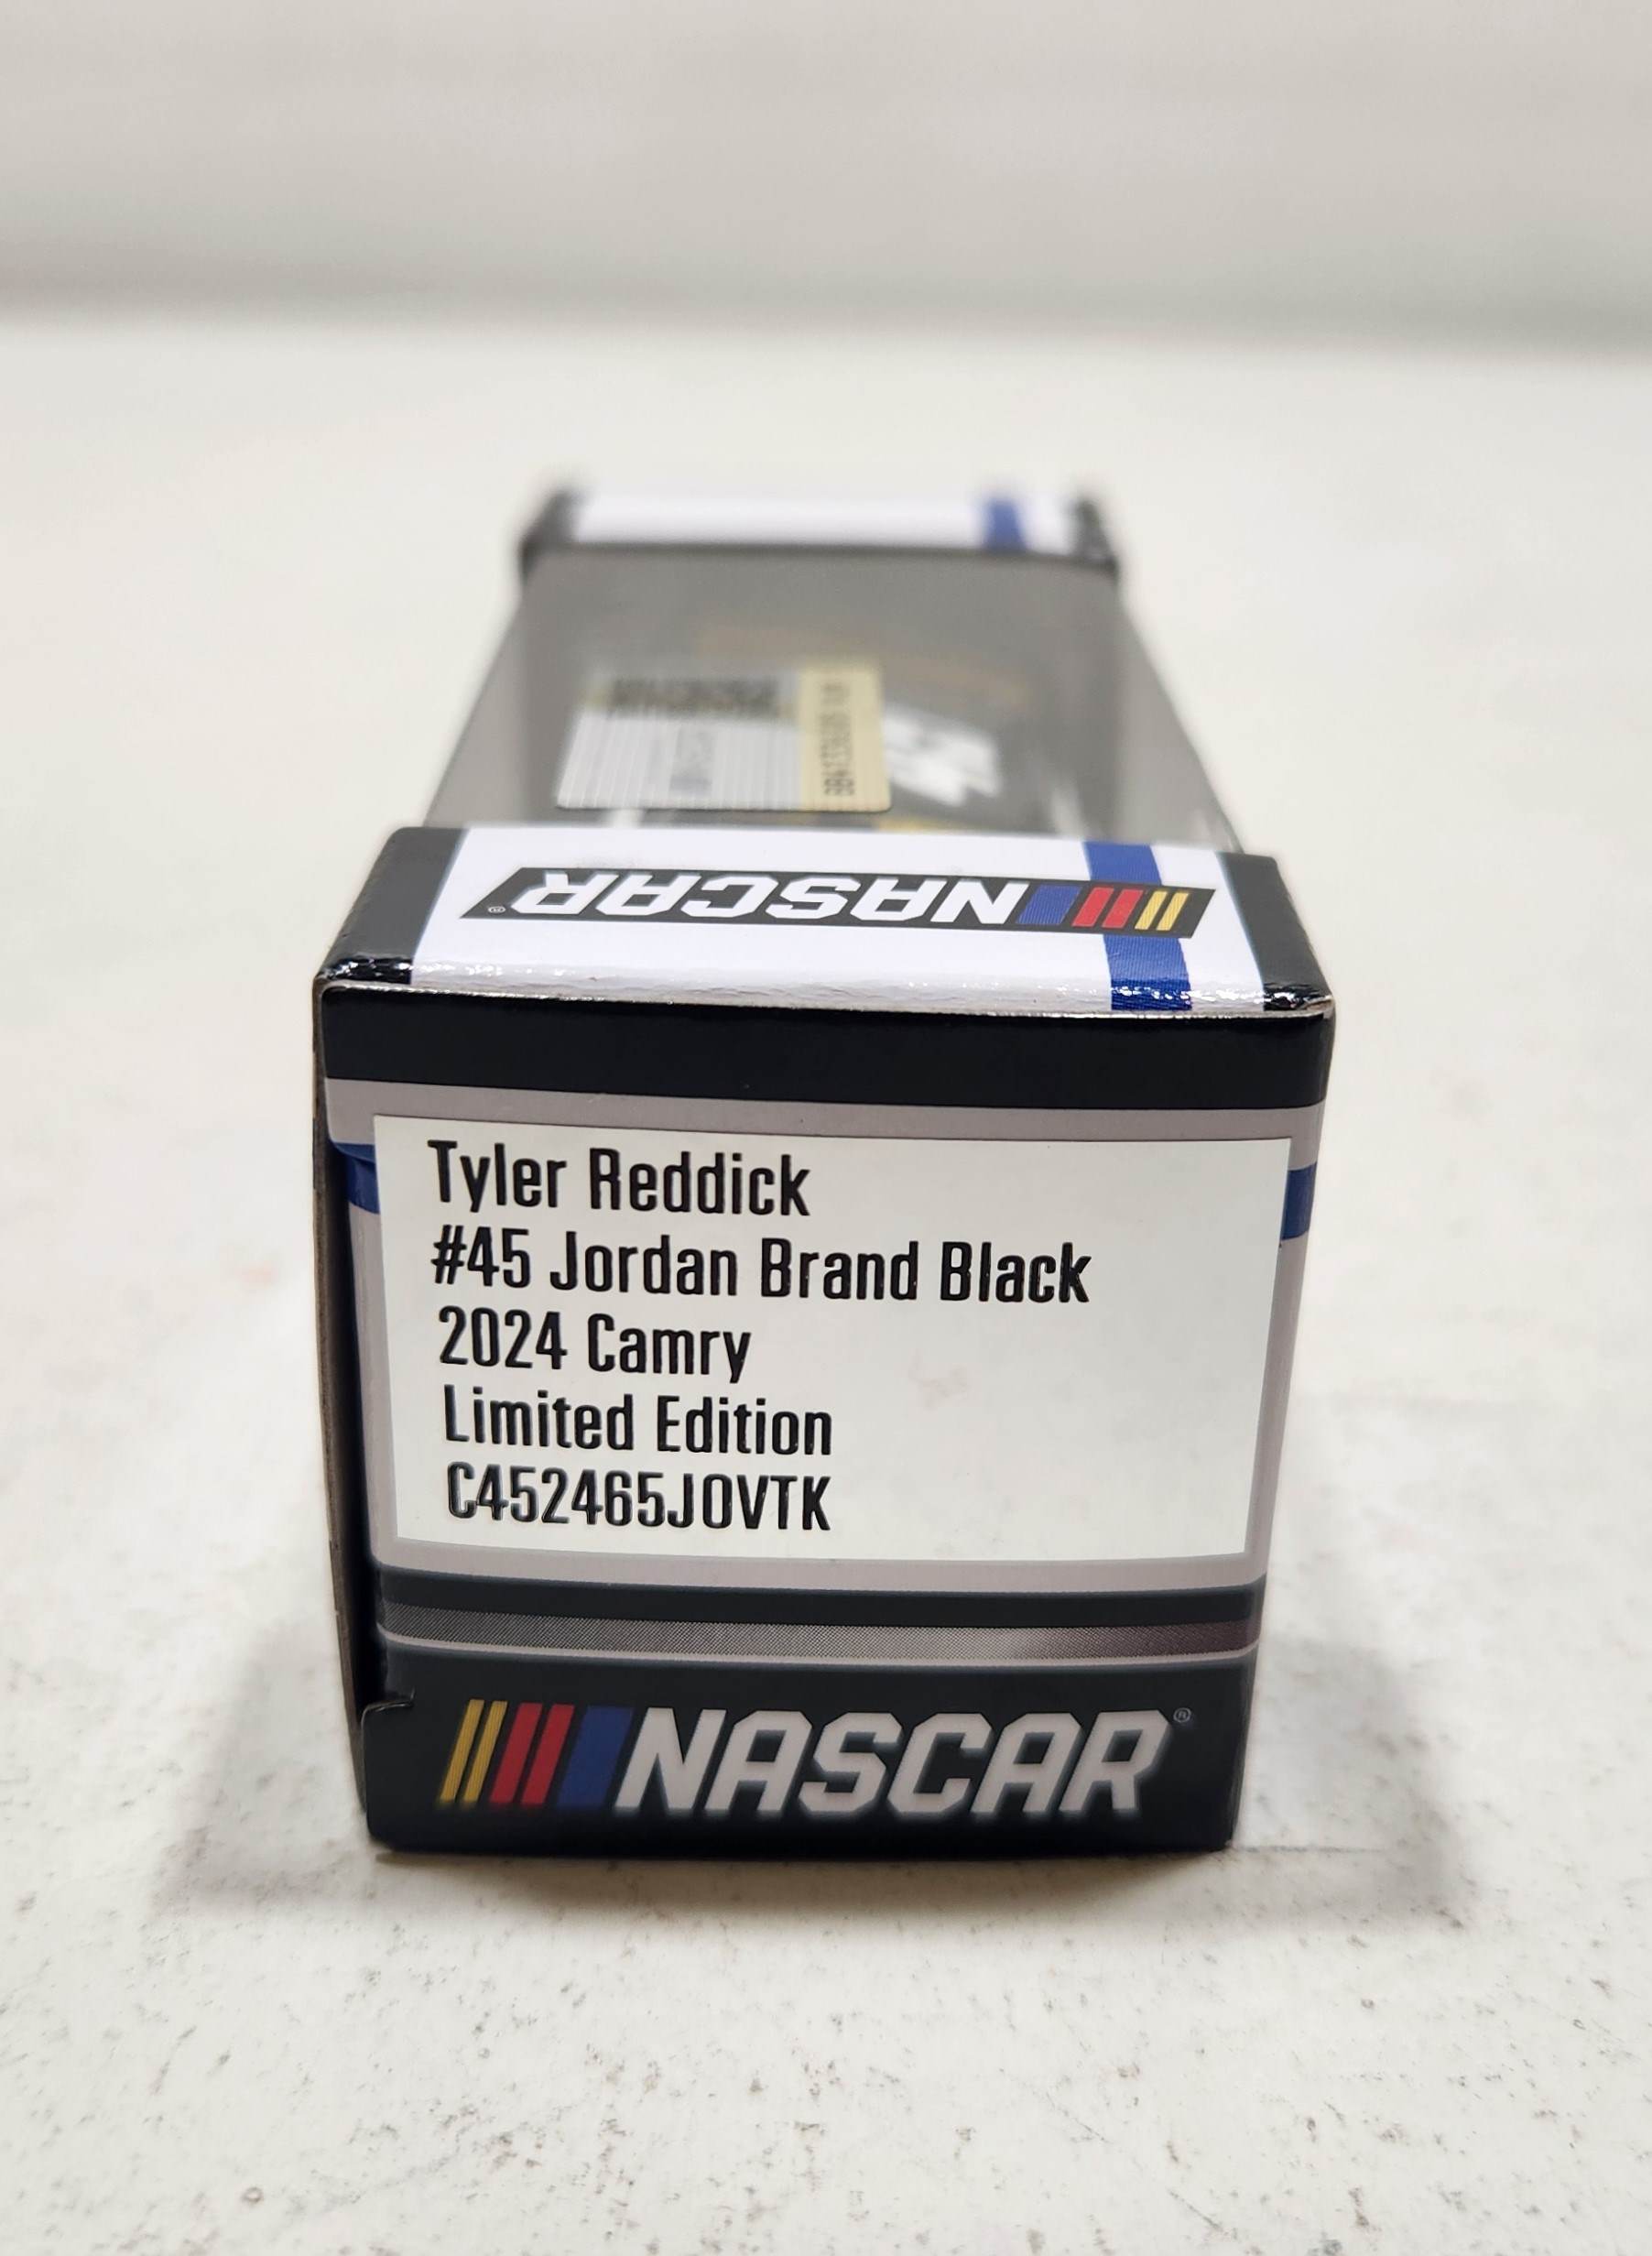 NASCAR®
Tyler Reddick
#45 Jordan Brand Black
2024 Camry
Limited Edition
C452465JOVTK
NASCAR®